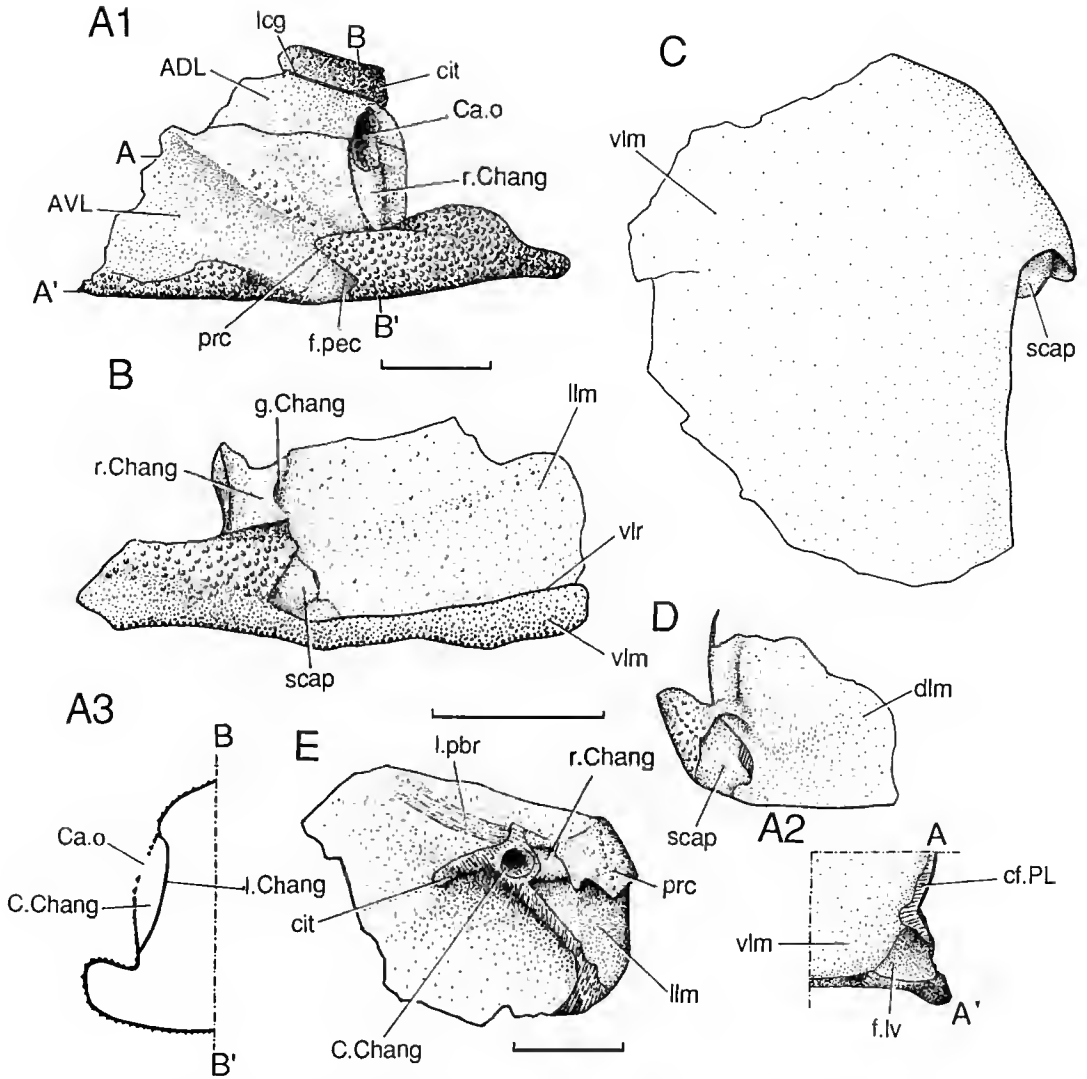 A1
lcg
B
cit
ADL
Ca.o
A
r.Chang
AVL
A'
prc
f.pec
B'
C
vlm
scap
B
g.Chang
r.Chang
llm
vlr
vlm
scap
D
dlm
scap
A3
B
Ca.o
C.Chang
l.Chang
B'
E
l.pbr
r.Chang
cit
prc
llm
C.Chang
A2
A
cf.PL
vlm
f.lv
A'